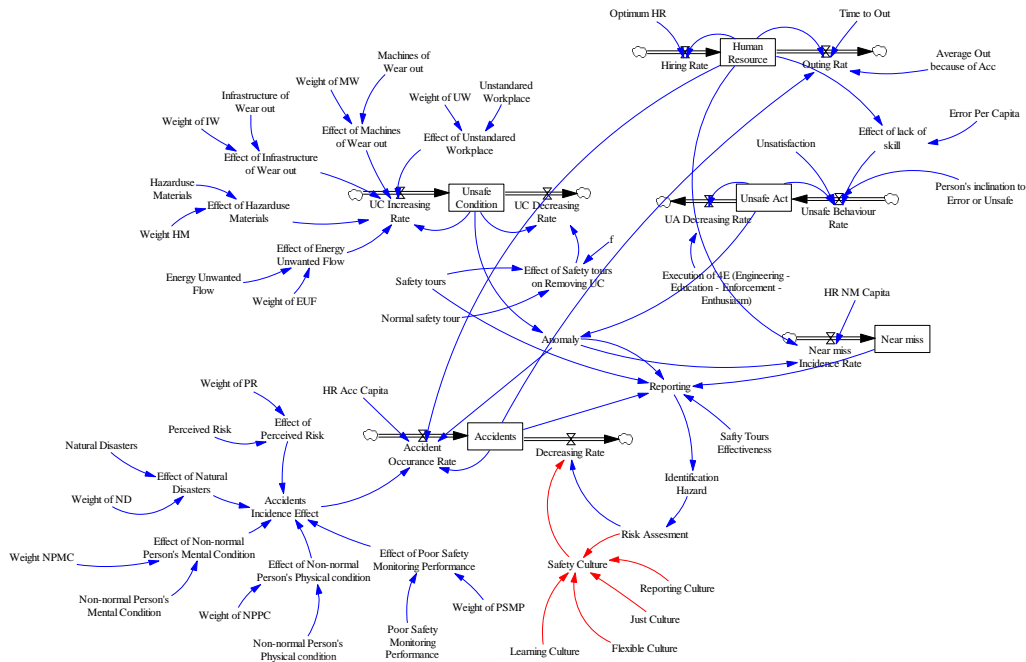 Optimum HR
Time to Out
Human
Resource
Hiring Rate
Outing Rat
Average Out
because of Acc
Machines of
Wear out
Weight of MW
Infrastructure of
Wear out
Weight of UW
Unstandared
Workplace
Weight of IW
Effect of Machines
of Wear out
Effect of Unstandared
Workplace
Effect of Infrastructure
of Wear out
Error Per Capita
Effect of lack of
skill
Unsatisfaction
Hazarduse
Materials
Effect of Hazarduse
Materials
Weight HM
Unsafe
Condition
UC Increasing
Rate
UC Decreasing
Rate
Unsafe Act
UA Decreasing Rate
Unsafe Behaviour
Rate
Person's inclination to
Error or Unsafe
Effect of Energy
Unwanted Flow
Energy Unwanted
Flow
Weight of EUF
f
Safety tours
Effect of Safety tours
on Removing UC
Execution of 4E (Engineering -
Education - Enforcement -
Enthusiasm)
HR NM Capita
Normal safety tour
Anomaly
Near miss
Near miss
Incidence Rate
Weight of PR
HR Acc Capita
Reporting
Perceived Risk
Effect of
Perceived Risk
Accidents
Accident
Occurance Rate
Decreasing Rate
Safty Tours
Effectiveness
Natural Disasters
Effect of Natural
Disasters
Weight of ND
Identification
Hazard
Accidents
Incidence Effect
Risk Assesment
Effect of Non-normal
Person's Mental Condition
Weight NPMC
Effect of Non-normal
Person's Physical condition
Effect of Poor Safety
Monitoring Performance
Safety Culture
Reporting Culture
Non-normal Person's
Mental Condition
Weight of NPPC
Weight of PSMP
Just Culture
Poor Safety
Monitoring
Performance
Non-normal Person's
Physical condition
Learning Culture
Flexible Culture